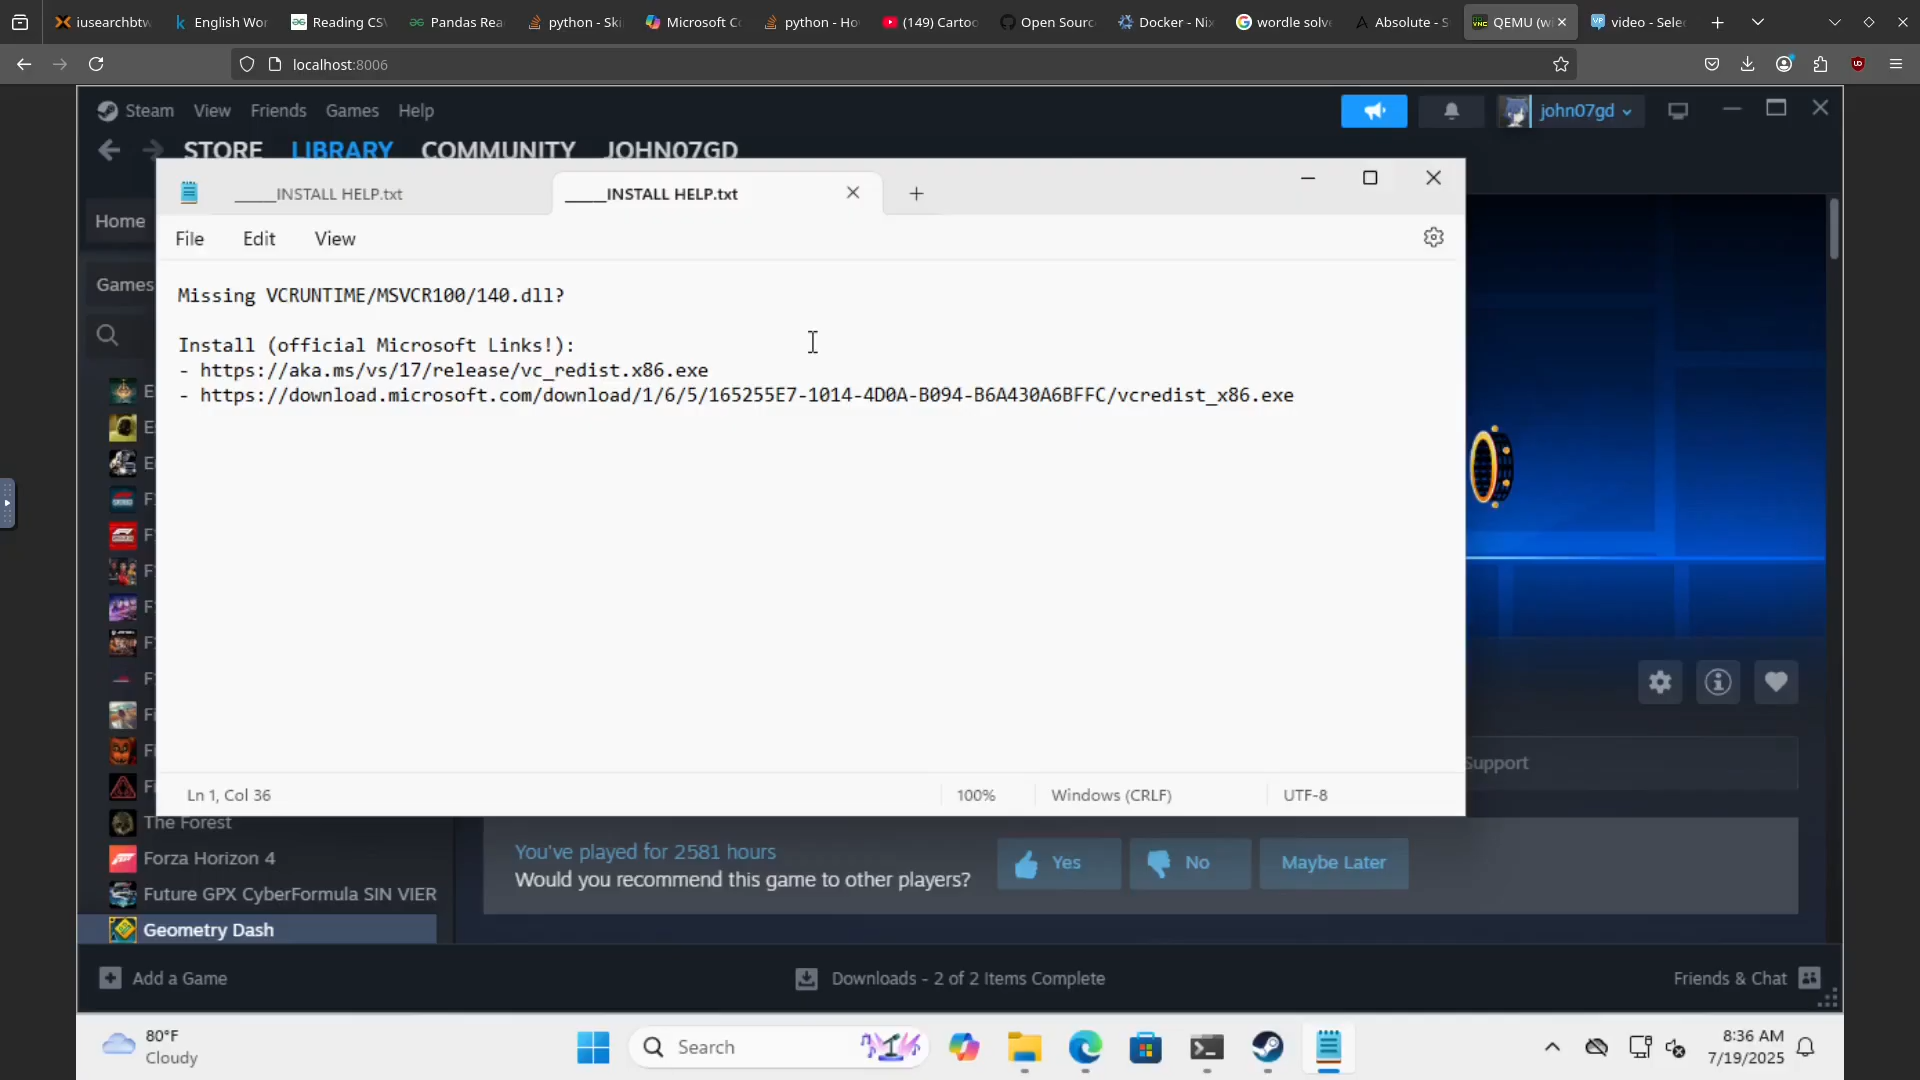 iusearchbtw
English Wor
Reading CSV
Pandas Rea
python - Ski
Microsoft Co
python - Ho
(149) Cartoo
Open Sourc
Docker - Nix
wordle solve
Absolute - S
QEMU (wi
video - Sele
localhost:8006
Steam View Friends Games Help
john07gd
STORE LIBRARY COMMUNITY JOHN07GD
_____INSTALL HELP.txt
_____INSTALL HELP.txt
File Edit View
Missing VCRUNTIME/MSVCR100/140.dll?
Install (official Microsoft Links!):
- https://aka.ms/vs/17/release/vc_redist.x86.exe
- https://download.microsoft.com/download/1/6/5/165255E7-1014-4D0A-B094-B6A430A6BFFC/vcredist_x86.exe
Ln 1, Col 36
100%
Windows (CRLF)
UTF-8
Home
Games
The Forest
Forza Horizon 4
Future GPX CyberFormula SIN VIER
Geometry Dash
Support
You've played for 2581 hours
Would you recommend this game to other players?
Yes
No
Maybe Later
Add a Game
Downloads - 2 of 2 Items Complete
Friends & Chat
80°F
Cloudy
Search
8:36 AM
7/19/2025